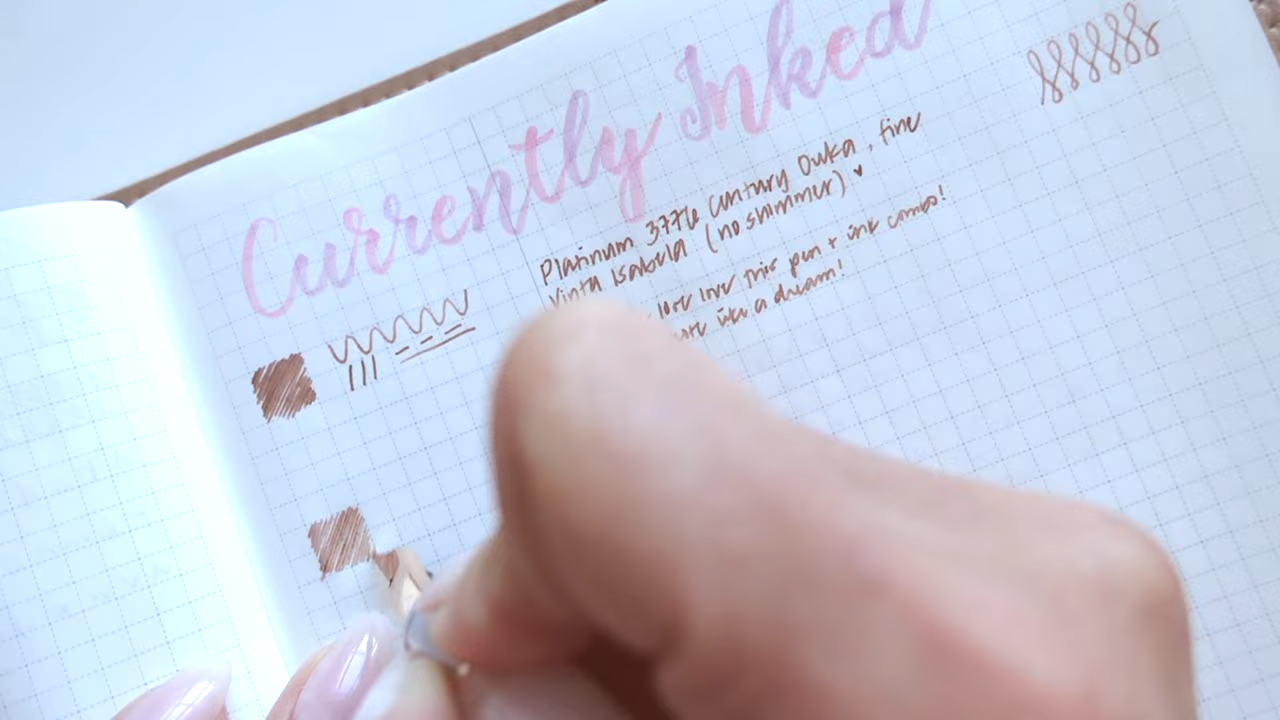 Currently Inked
Platinum 3776 Century Ouka, fine
Vinta Isabela (no shimmer) ♥
love love this pen + ink combo!
like a dream!